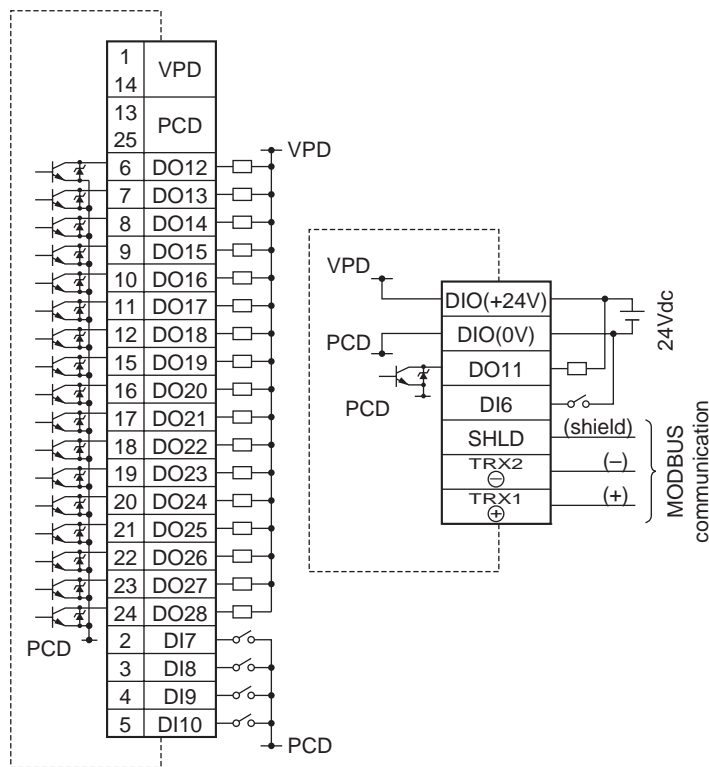 1
14
VPD
13
25
PCD
VPD
6 DO12
7 DO13
8 DO14
9 DO15
10 DO16
11 DO17
12 DO18
15 DO19
16 DO20
17 DO21
18 DO22
19 DO23
20 DO24
21 DO25
22 DO26
23 DO27
24 DO28
PCD
2 DI7
3 DI8
4 DI9
5 DI10
PCD
VPD
DIO(+24V)
PCD
DIO(0V)
24Vdc
DO11
PCD
DI6
SHLD (shield)
TRX2 (–)
⊖
TRX1 (+)
⊕
MODBUS
communication